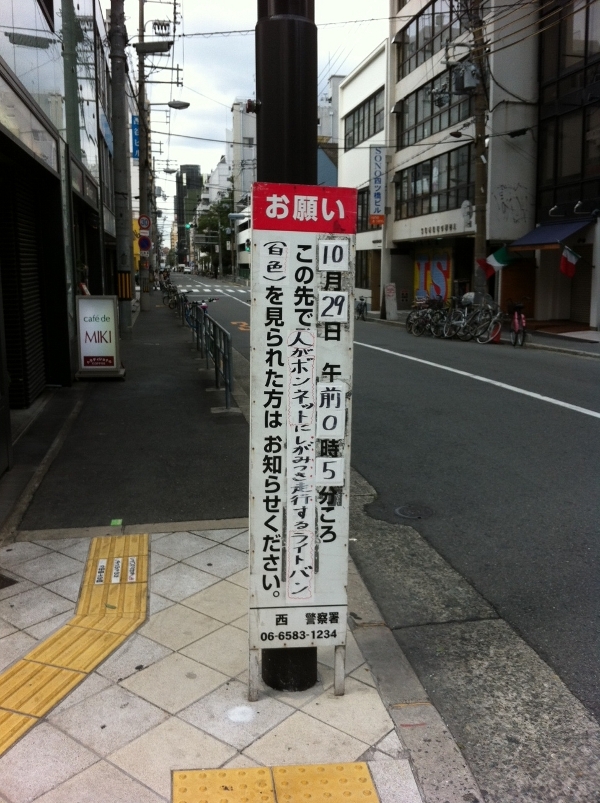 お願い
10月29日 午前0時5分ころ
この先で人がボンネットにしがみつき走行するライトバン
(白色)を見られた方は お知らせください。
西 警察署
06-6583-1234
café de
MIKI